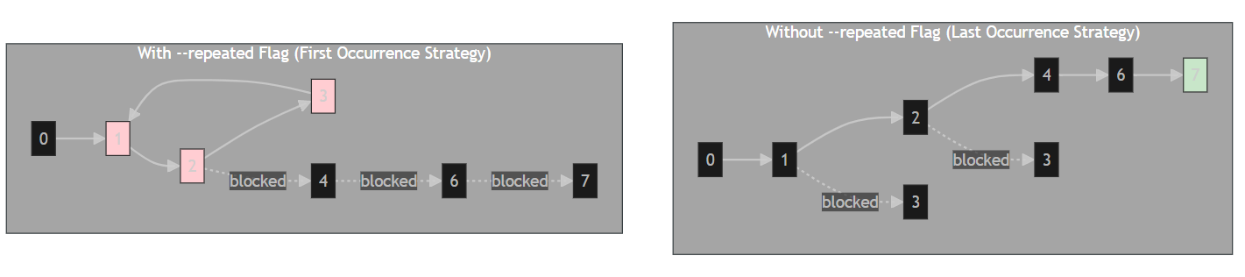 With --repeated Flag (First Occurrence Strategy)
3
0
1
2
blocked
4
blocked
6
blocked
7
Without --repeated Flag (Last Occurrence Strategy)
4
6
7
2
0
1
blocked
3
blocked
3